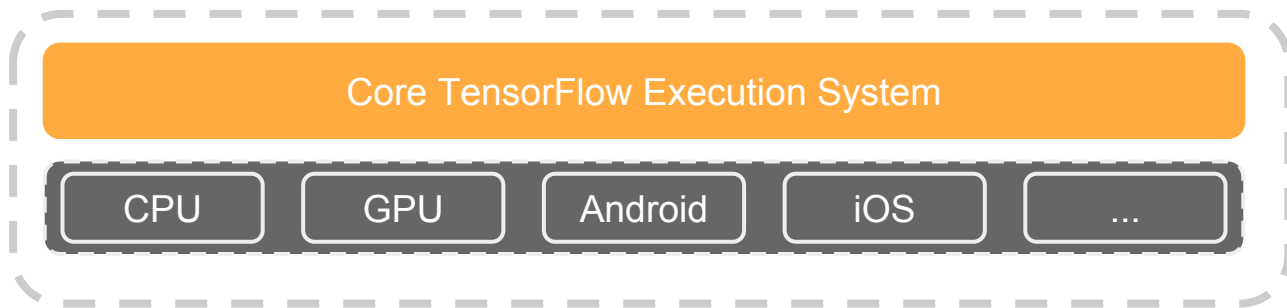 Core TensorFlow Execution System
CPU GPU Android iOS ...